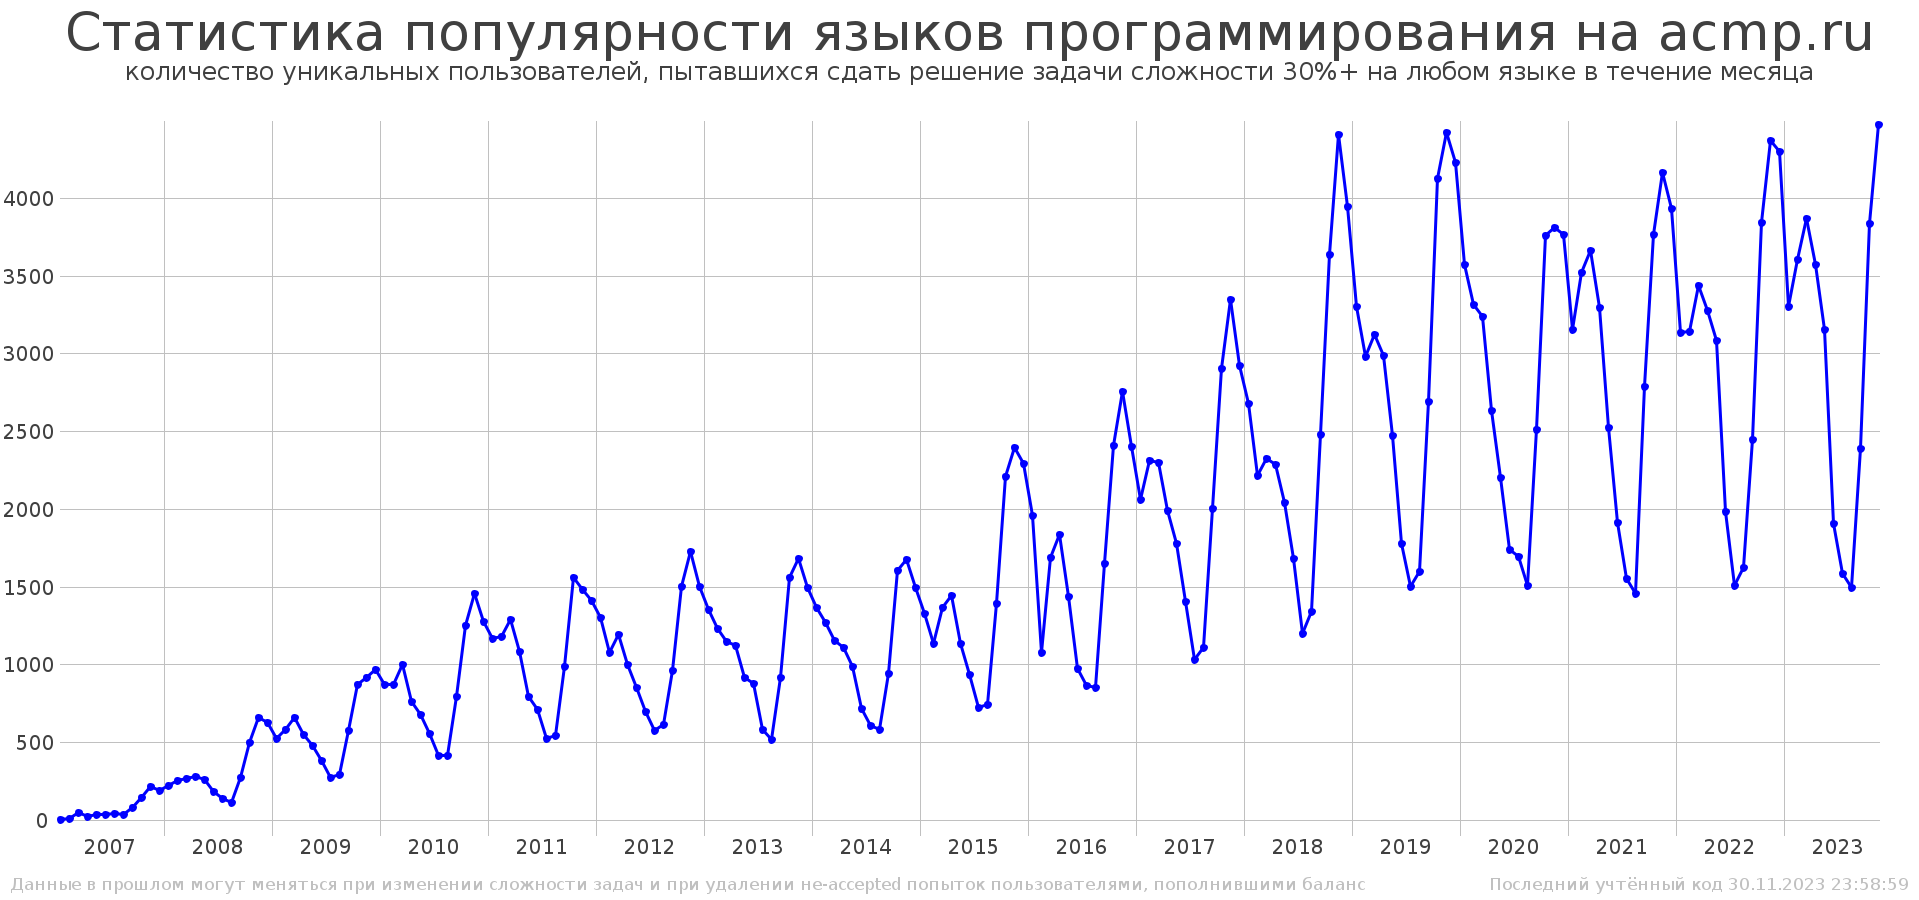 Статистика популярности языков программирования на acmp.ru
количество уникальных пользователей, пытавшихся сдать решение задачи сложности 30%+ на любом языке в течение месяца
4000
3500
3000
2500
2000
1500
1000
500
0
2007 2008 2009 2010 2011 2012 2013 2014 2015 2016 2017 2018 2019 2020 2021 2022 2023
Данные в прошлом могут меняться при изменении сложности задач и при удалении не-accepted попыток пользователями, пополнившими баланс Последний учтённый код 30.11.2023 23:58:59